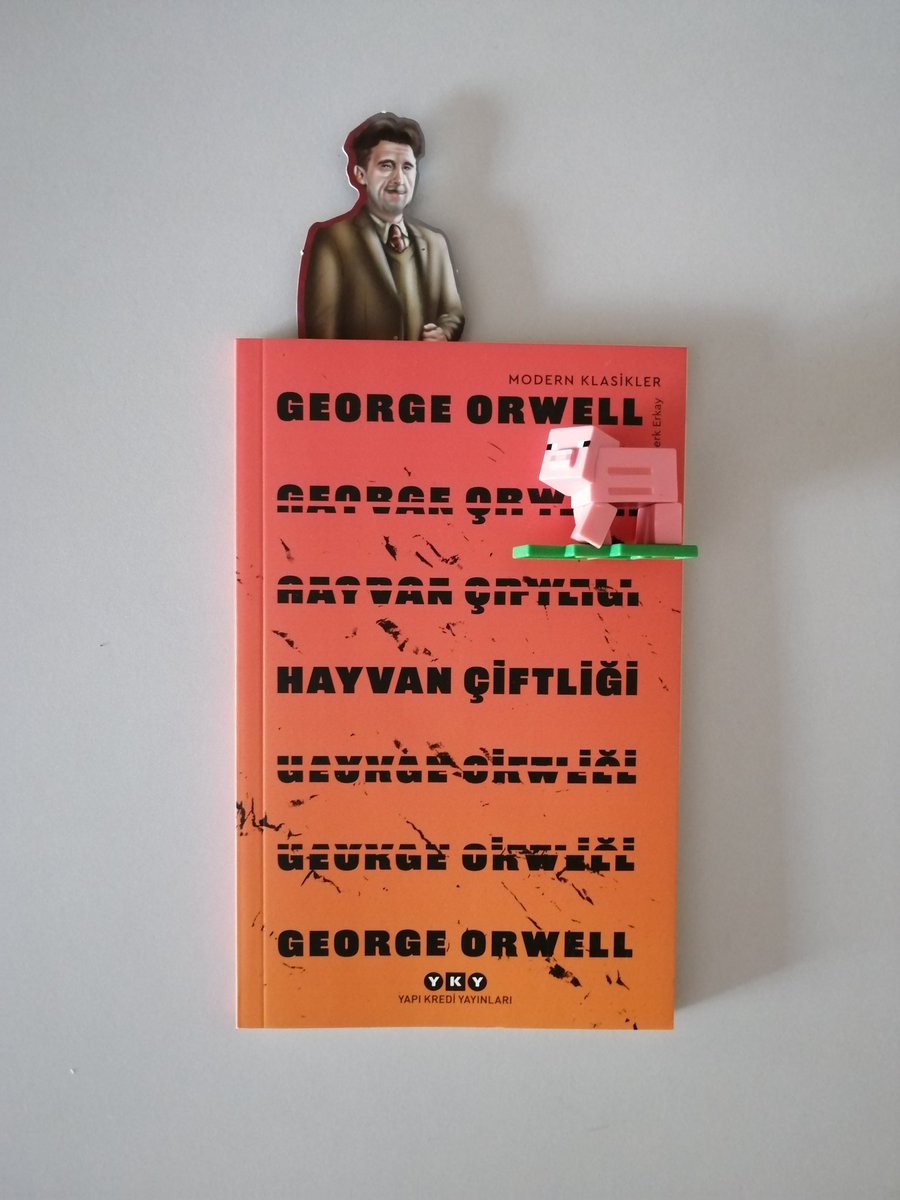 MODERN KLASİKLER
GEORGE ORWELL
Erkay
HAYVAN ÇİFTLİĞİ
GEORGE ORWELL
YKY
YAPI KREDİ YAYINLARI